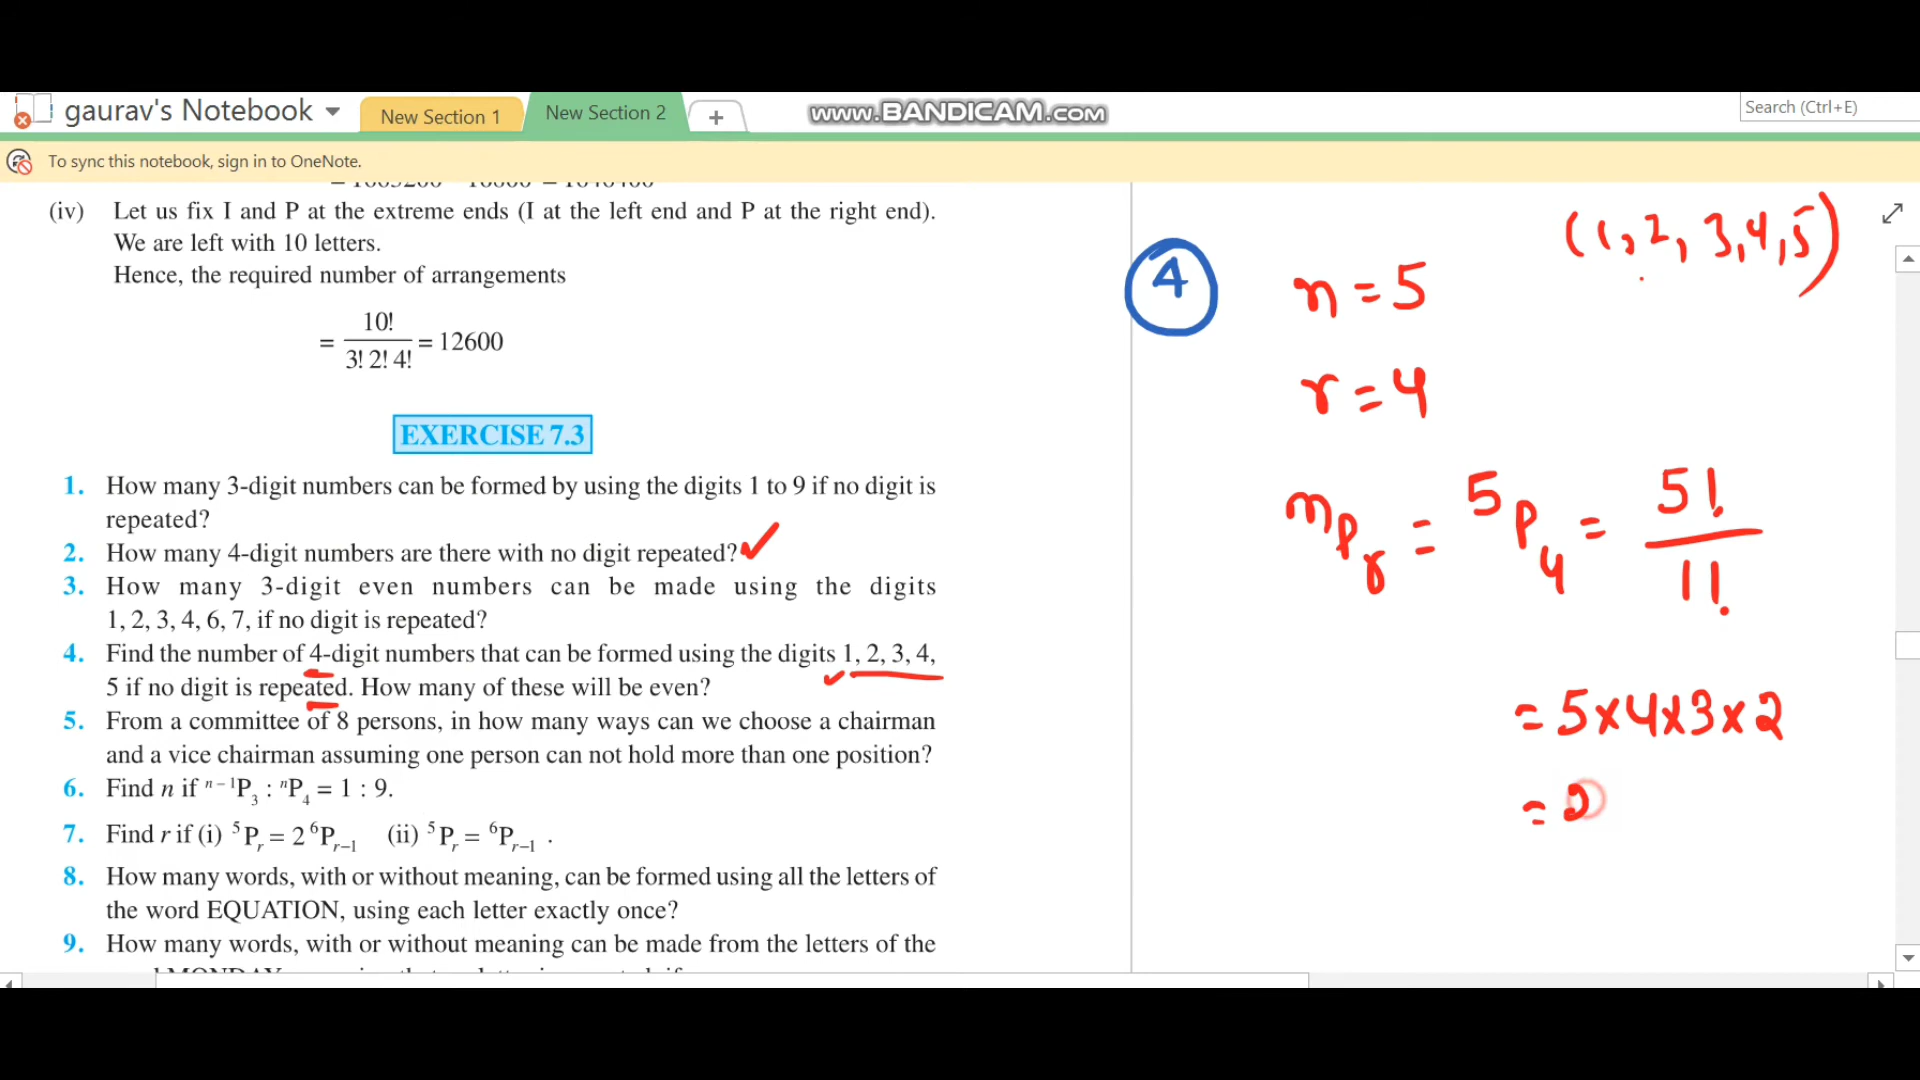 gaurav's Notebook
New Section 1
New Section 2
+
www.BANDICAM.com
Search (Ctrl+E)
To sync this notebook, sign in to OneNote.
(iv) Let us fix I and P at the extreme ends (I at the left end and P at the right end).
We are left with 10 letters.
Hence, the required number of arrangements
= 10! / 3! 2! 4! = 12600
EXERCISE 7.3
1. How many 3-digit numbers can be formed by using the digits 1 to 9 if no digit is
repeated?
2. How many 4-digit numbers are there with no digit repeated?
3. How many 3-digit even numbers can be made using the digits
1, 2, 3, 4, 6, 7, if no digit is repeated?
4. Find the number of 4-digit numbers that can be formed using the digits 1, 2, 3, 4,
5 if no digit is repeated. How many of these will be even?
5. From a committee of 8 persons, in how many ways can we choose a chairman
and a vice chairman assuming one person can not hold more than one position?
6. Find n if ⁿ⁻¹P₃ : ⁿP₄ = 1 : 9.
7. Find r if (i) ⁵Pᵣ = 2 ⁶Pᵣ₋₁ (ii) ⁵Pᵣ = ⁶Pᵣ₋₁ .
8. How many words, with or without meaning, can be formed using all the letters of
the word EQUATION, using each letter exactly once?
9. How many words, with or without meaning can be made from the letters of the
4
(1, 2, 3, 4, 5)
n = 5
r = 4
ⁿPᵣ = ⁵P₄ = 5! / 1!
= 5 × 4 × 3 × 2
=